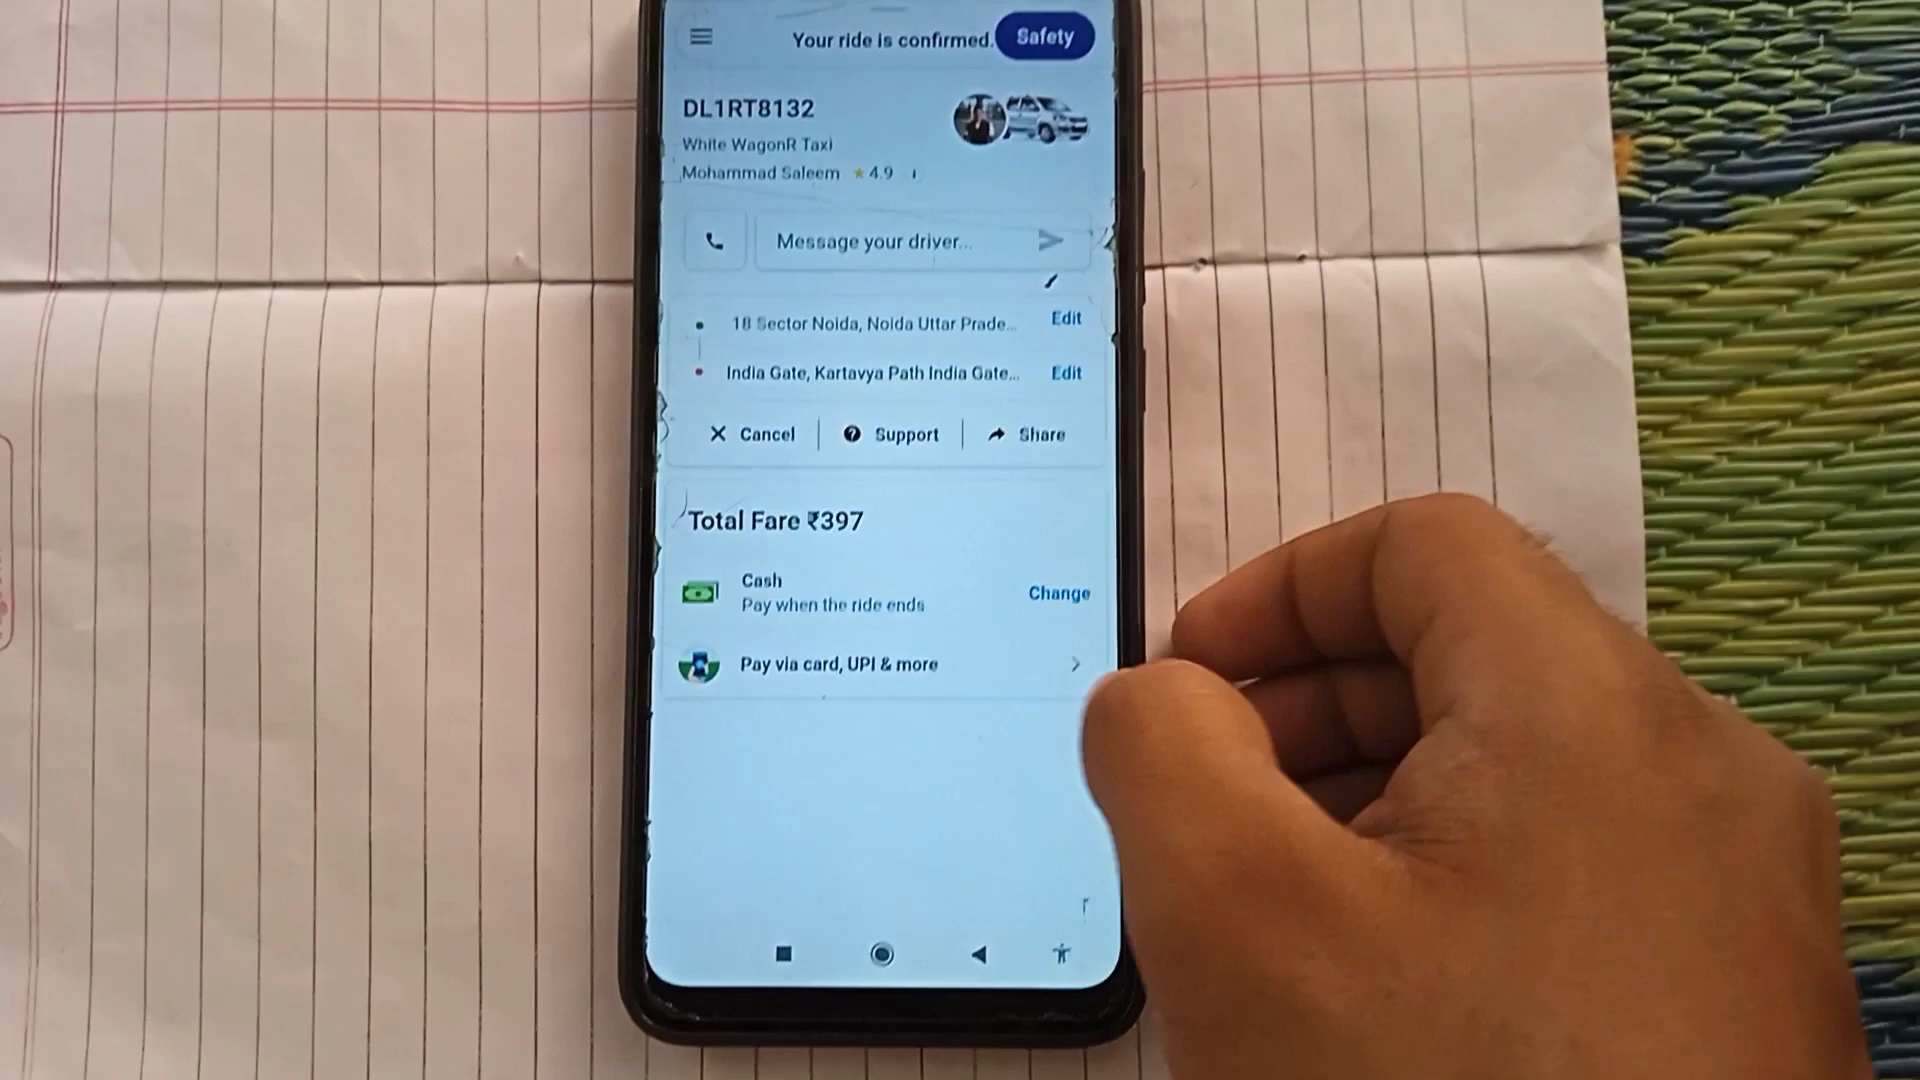 Your ride is confirmed.
Safety
DL1RT8132
White WagonR Taxi
Mohammad Saleem ★ 4.9
Message your driver...
18 Sector Noida, Noida Uttar Prade...
Edit
India Gate, Kartavya Path India Gate...
Edit
Cancel
Support
Share
Total Fare ₹397
Cash
Pay when the ride ends
Change
Pay via card, UPI & more